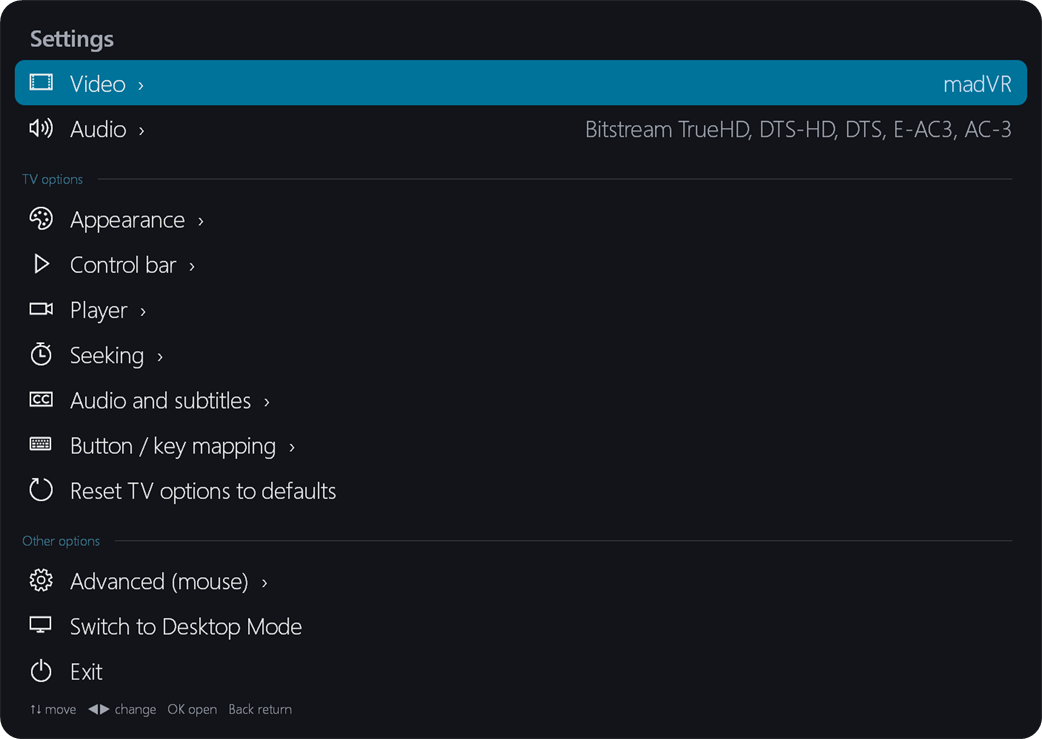 Settings
Video › madVR
Audio › Bitstream TrueHD, DTS-HD, DTS, E-AC3, AC-3
TV options
Appearance ›
Control bar ›
Player ›
Seeking ›
CC Audio and subtitles ›
Button / key mapping ›
Reset TV options to defaults
Other options
Advanced (mouse) ›
Switch to Desktop Mode
Exit
↑↓ move ◀▶ change OK open Back return